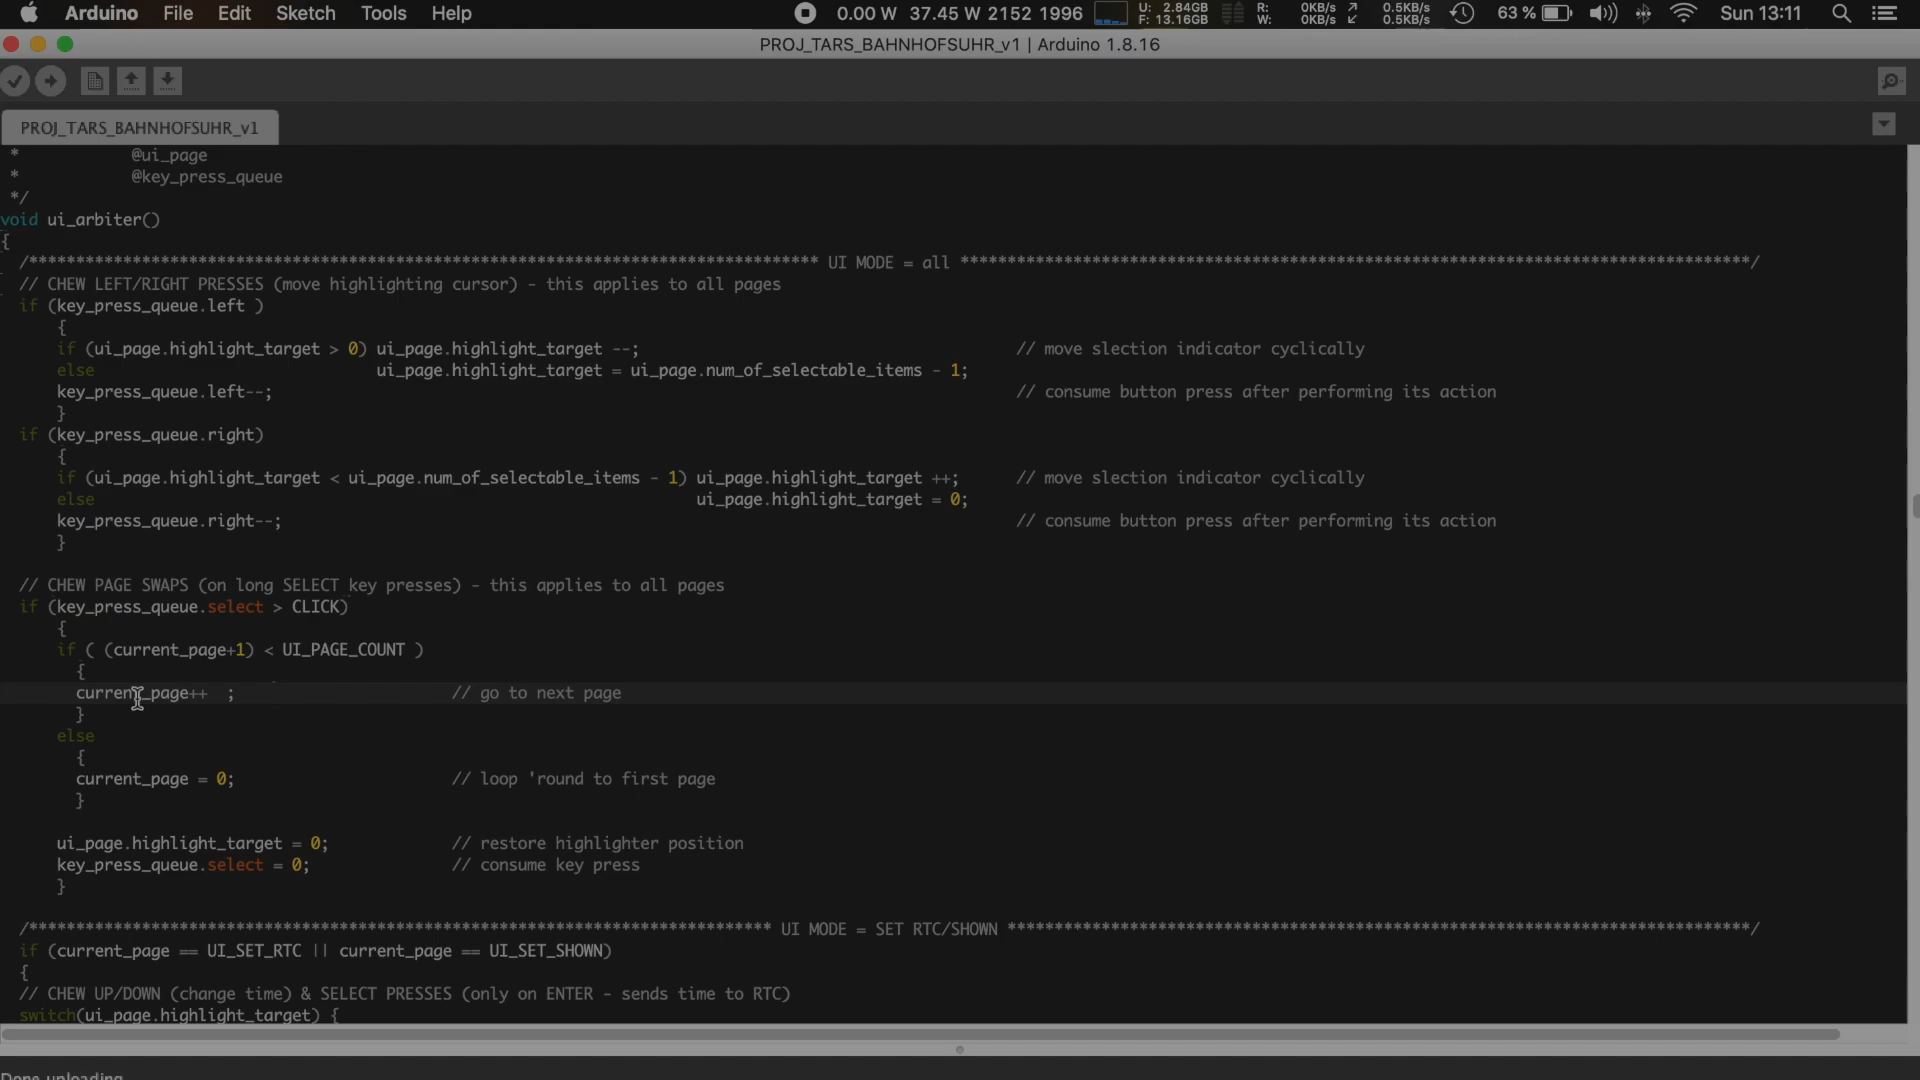 Arduino File Edit Sketch Tools Help 0.00 W 37.45 W 2152 1996 U: 2.84GB F: 13.16GB R: W: 0KB/s 0KB/s 0.5KB/s 0.5KB/s 63 % Sun 13:11
PROJ_TARS_BAHNHOFSUHR_v1 | Arduino 1.8.16
PROJ_TARS_BAHNHOFSUHR_v1
* @ui_page
* @key_press_queue
*/
void ui_arbiter()
{
/************************************************************************************ UI MODE = all ************************************************************************************/
// CHEW LEFT/RIGHT PRESSES (move highlighting cursor) - this applies to all pages
if (key_press_queue.left )
{
if (ui_page.highlight_target > 0) ui_page.highlight_target --; // move slection indicator cyclically
else ui_page.highlight_target = ui_page.num_of_selectable_items - 1;
key_press_queue.left--; // consume button press after performing its action
}
if (key_press_queue.right)
{
if (ui_page.highlight_target < ui_page.num_of_selectable_items - 1) ui_page.highlight_target ++; // move slection indicator cyclically
else ui_page.highlight_target = 0;
key_press_queue.right--; // consume button press after performing its action
}
// CHEW PAGE SWAPS (on long SELECT key presses) - this applies to all pages
if (key_press_queue.select > CLICK)
{
if ( (current_page+1) < UI_PAGE_COUNT )
{
current_page++ ; // go to next page
}
else
{
current_page = 0; // loop 'round to first page
}
ui_page.highlight_target = 0; // restore highlighter position
key_press_queue.select = 0; // consume key press
}
/******************************************************************************* UI MODE = SET RTC/SHOWN *******************************************************************************/
if (current_page == UI_SET_RTC || current_page == UI_SET_SHOWN)
{
// CHEW UP/DOWN (change time) & SELECT PRESSES (only on ENTER - sends time to RTC)
switch(ui_page.highlight_target) {
Done uploading